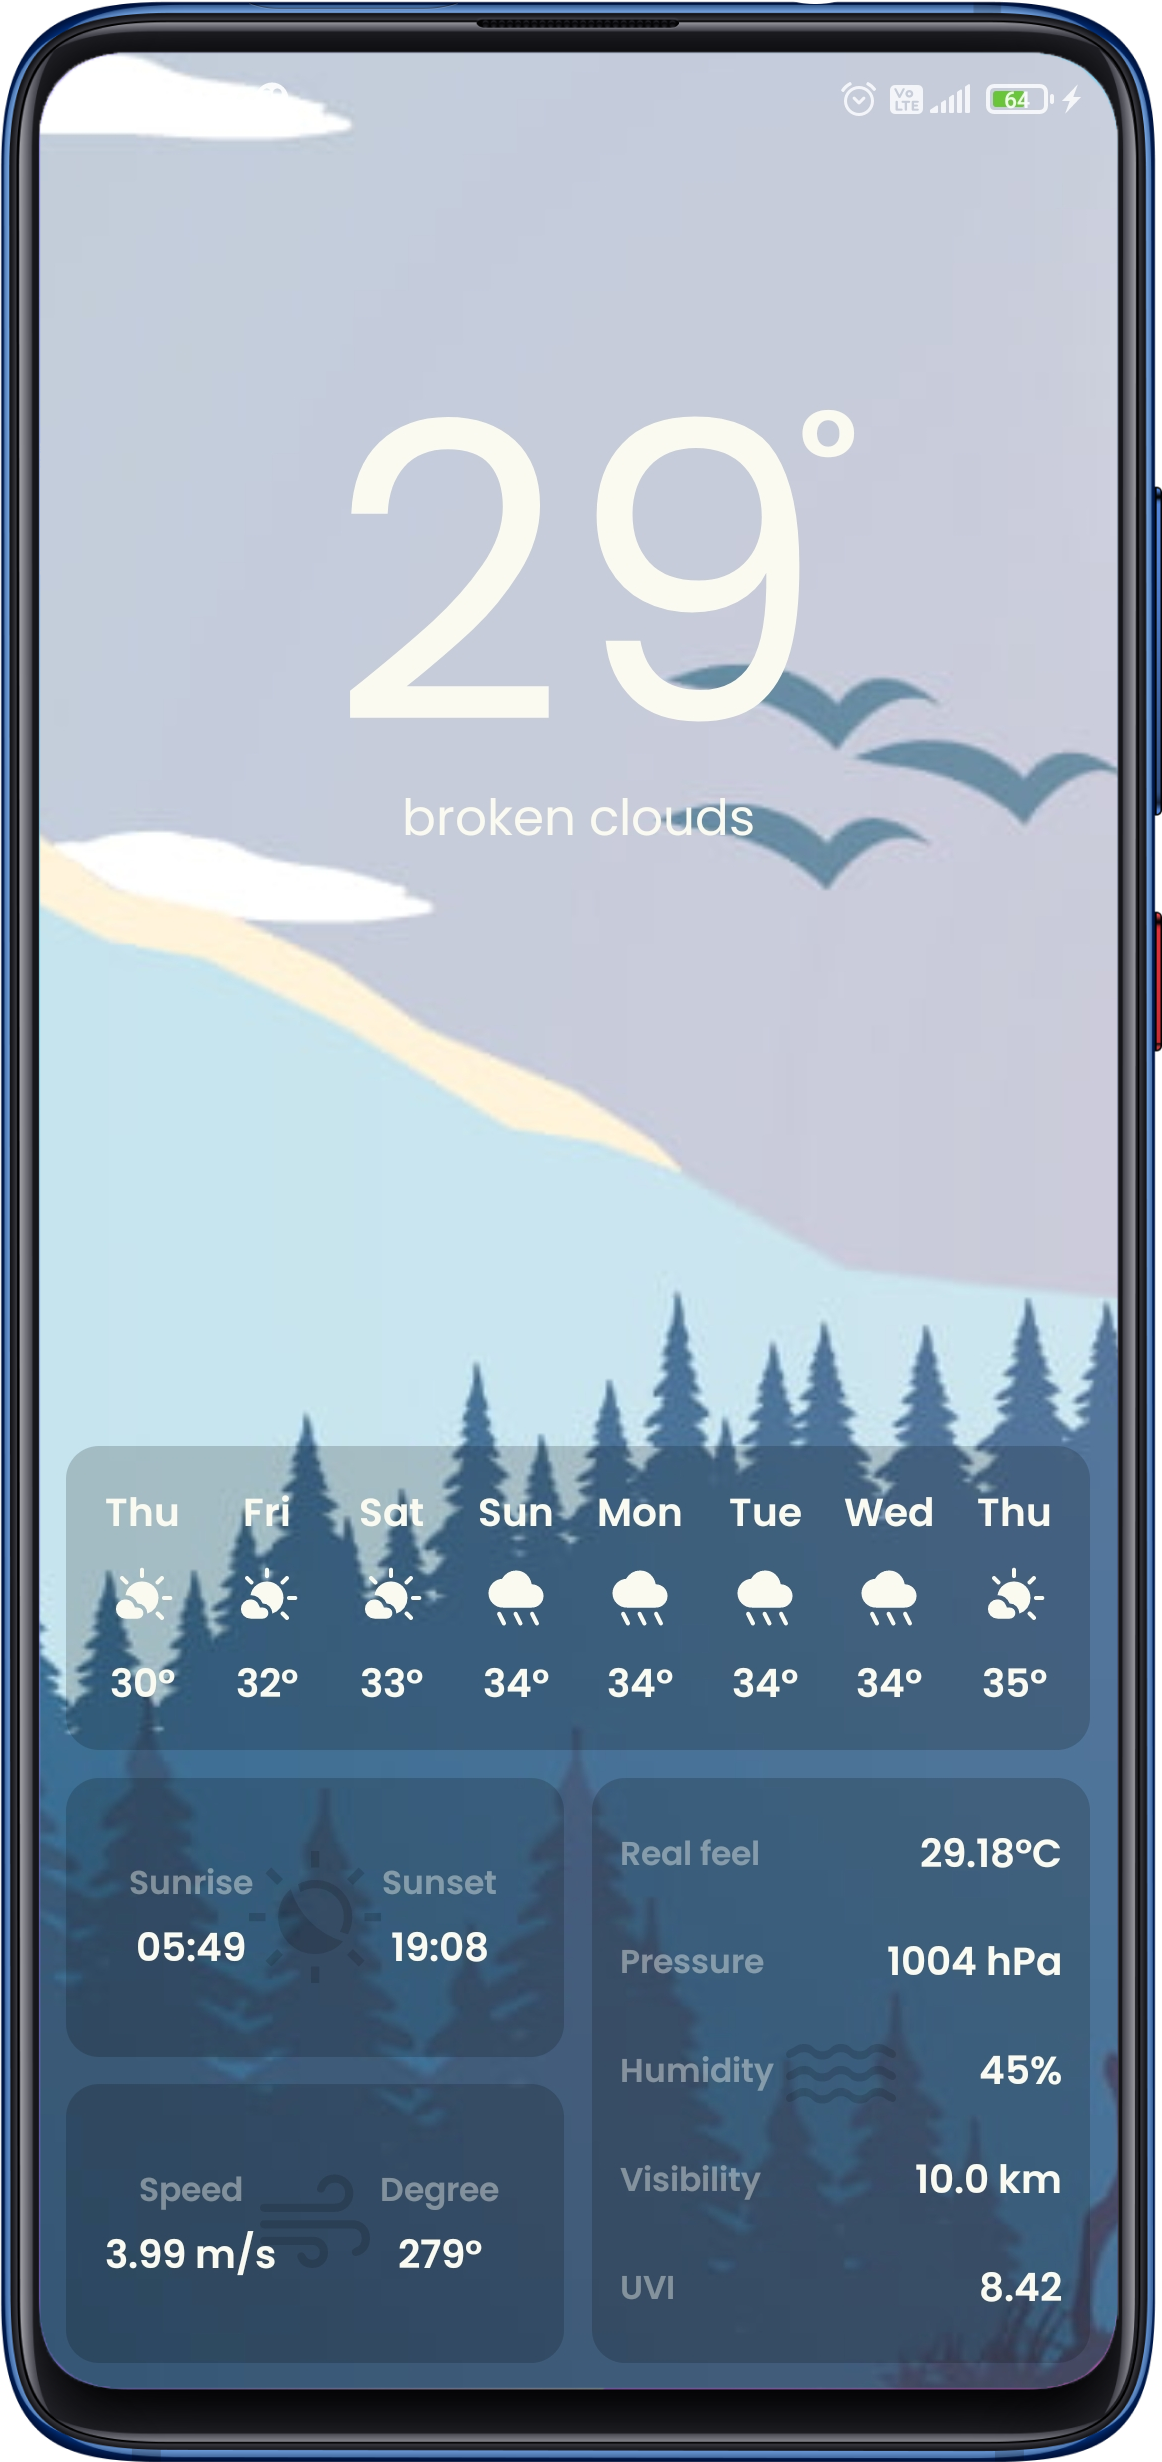 Vo
LTE
64
29°
broken clouds
Thu Fri Sat Sun Mon Tue Wed Thu
30° 32° 33° 34° 34° 34° 34° 35°
Sunrise Sunset
05:49 19:08
Speed Degree
3.99 m/s 279°
Real feel 29.18°C
Pressure 1004 hPa
Humidity 45%
Visibility 10.0 km
UVI 8.42